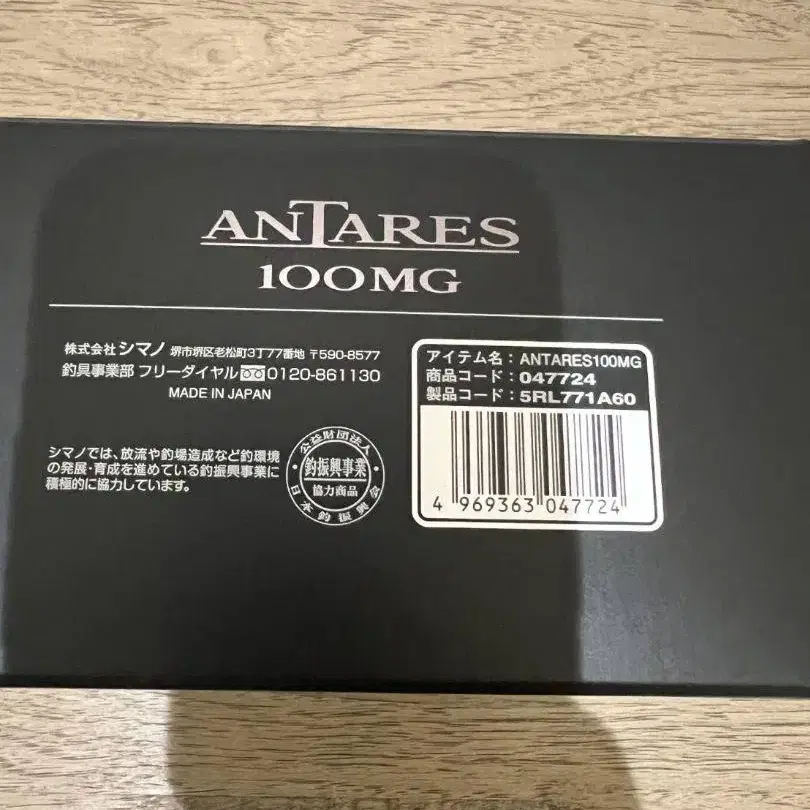 ANTARES
100MG
株式会社 シマノ 堺市堺区老松町3丁77番地 〒590-8577
釣具事業部 フリーダイヤル 0120-861130
MADE IN JAPAN
シマノでは、放流や釣場造成など釣環境
の発展・育成を進めている釣振興事業に
積極的に協力しています。
公益財団法人
釣振興事業
協力商品
日本釣振興会
アイテム名：ANTARES100MG
商品コード：047724
製品コード：5RL771A60
4 969363 047724